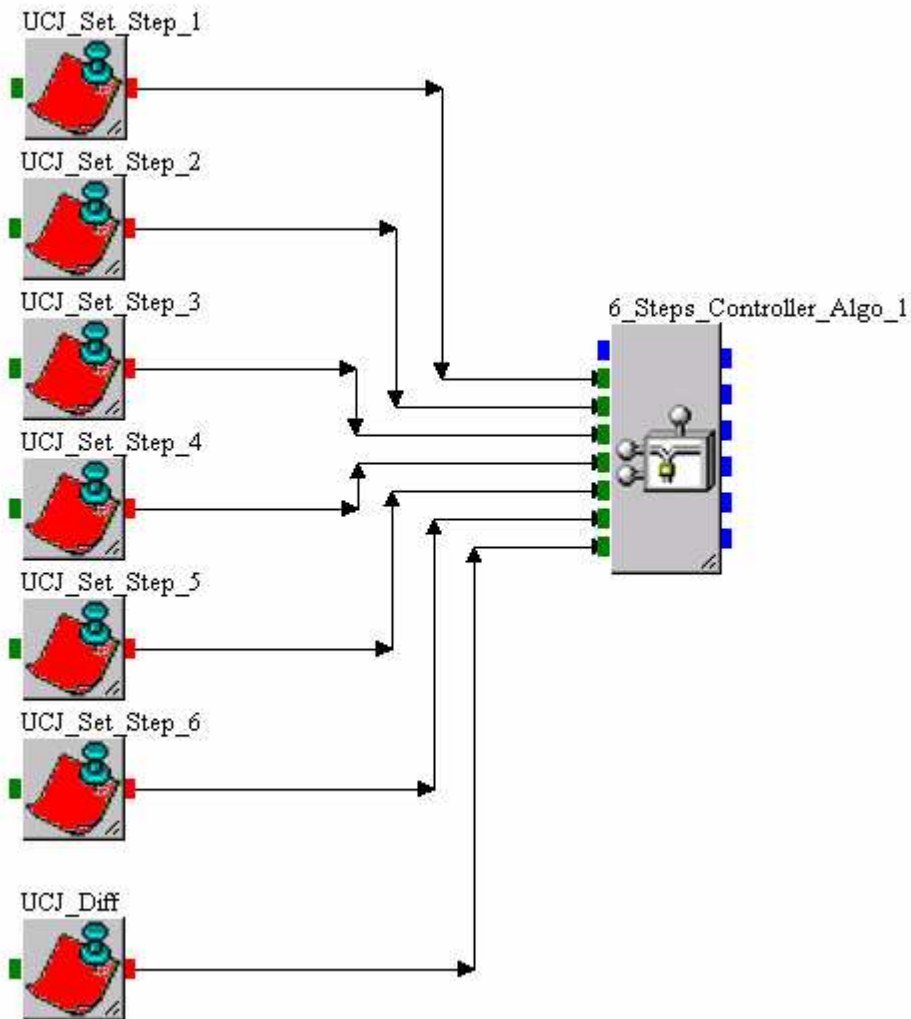 UCJ_Set_Step_1
UCJ_Set_Step_2
UCJ_Set_Step_3
6_Steps_Controller_Algo_1
UCJ_Set_Step_4
UCJ_Set_Step_5
UCJ_Set_Step_6
UCJ_Diff